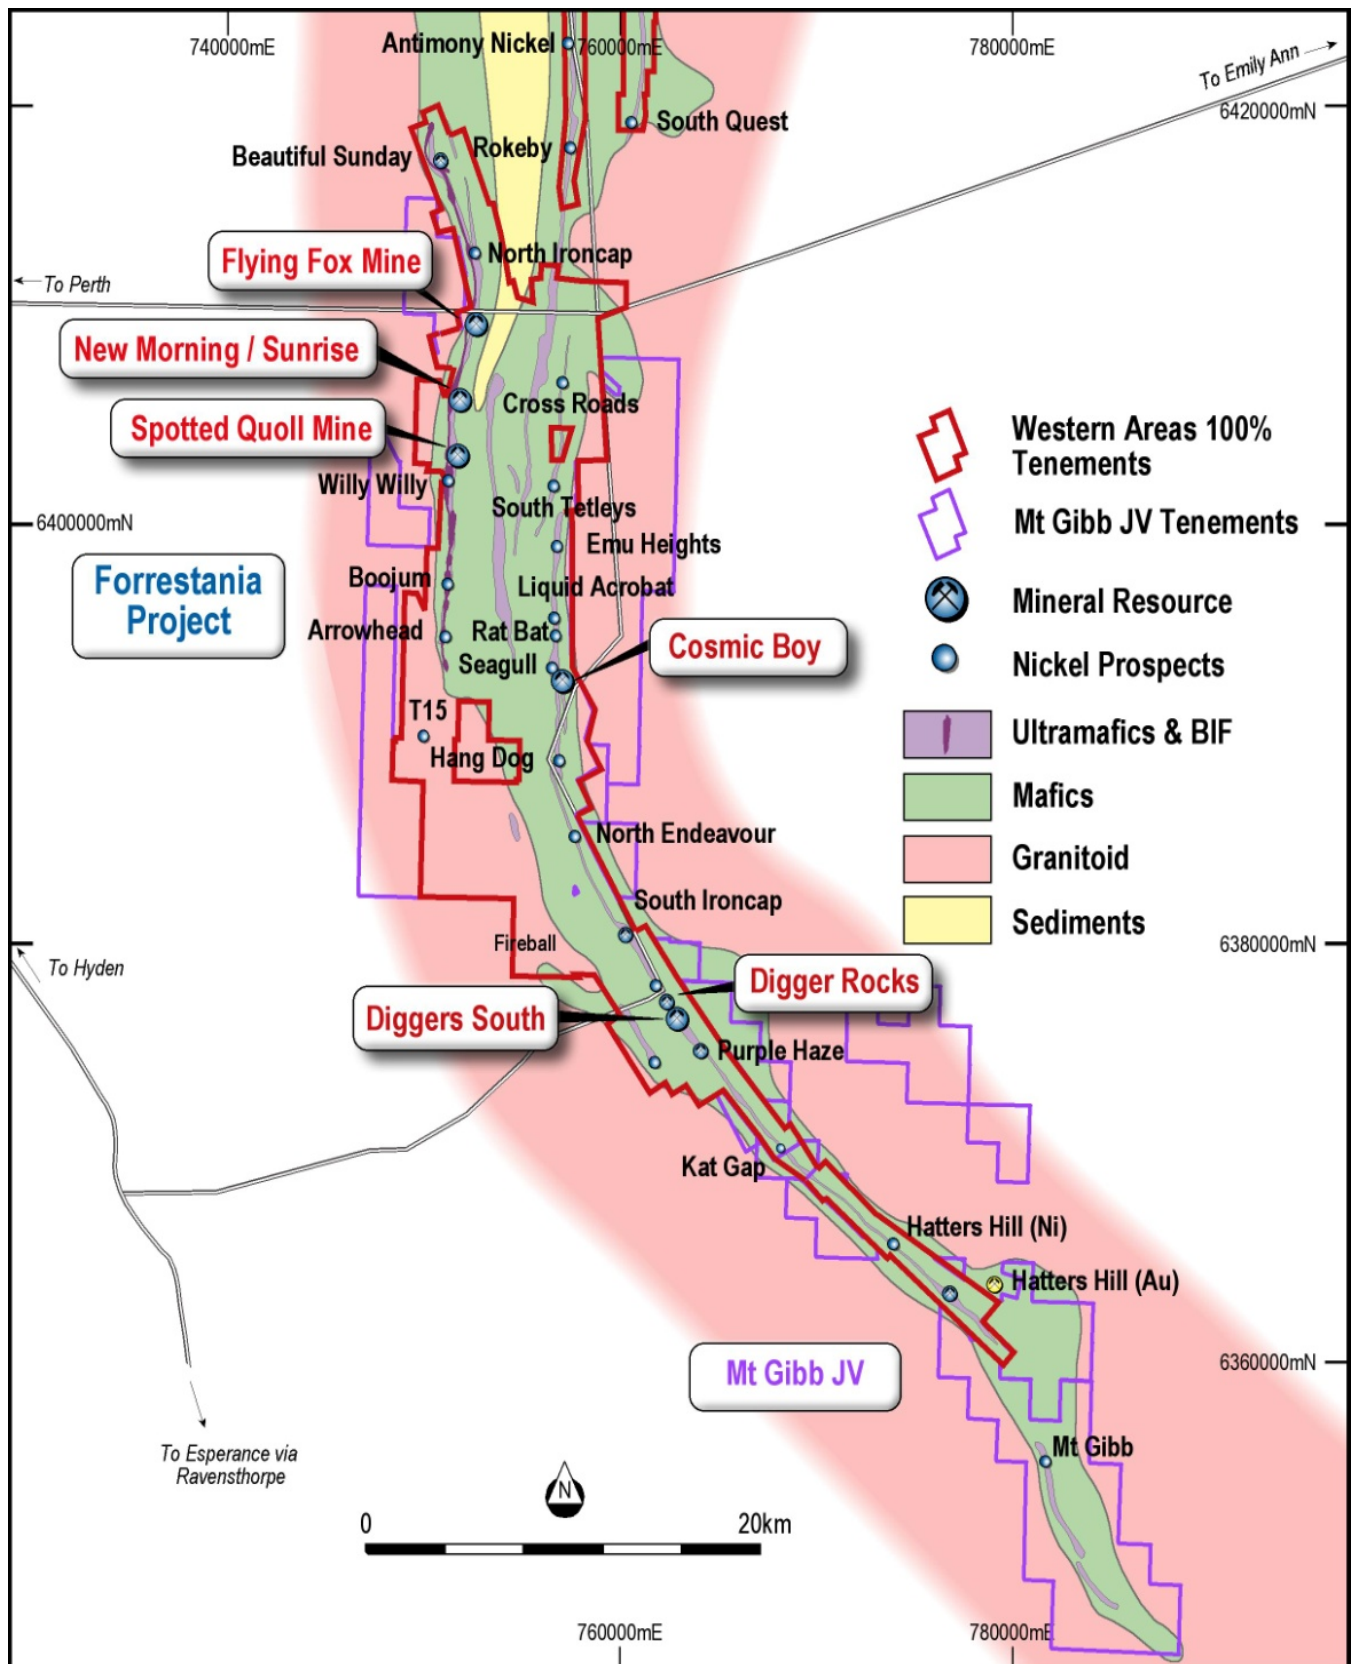 740000mE
Antimony Nickel
760000mE
780000mE
To Emily Ann
6420000mN
South Quest
Beautiful Sunday
Rokeby
North Ironcap
Flying Fox Mine
To Perth
New Morning / Sunrise
Cross Roads
Spotted Quoll Mine
Western Areas 100%
Tenements
Willy Willy
South Tetleys
6400000mN
Mt Gibb JV Tenements
Emu Heights
Forrestania
Project
Boojum
Liquid Acrobat
Mineral Resource
Arrowhead
Rat Bat
Seagull
Cosmic Boy
Nickel Prospects
T15
Hang Dog
Ultramafics & BIF
Mafics
North Endeavour
Granitoid
South Ironcap
Sediments
Fireball
6380000mN
To Hyden
Digger Rocks
Diggers South
Purple Haze
Kat Gap
Hatters Hill (Ni)
Hatters Hill (Au)
6360000mN
Mt Gibb JV
Mt Gibb
To Esperance via
Ravensthorpe
N
0
20km
760000mE
780000mE